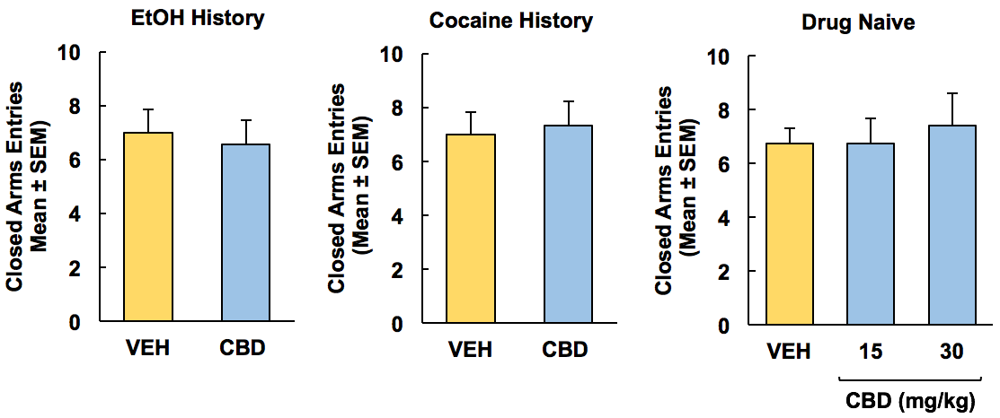 EtOH History
Closed Arms Entries
Mean ± SEM)
10
8
6
4
2
0
VEH CBD
Cocaine History
Closed Arms Entries
(Mean ± SEM)
10
8
6
4
2
0
VEH CBD
Drug Naive
Closed Arms Entries
(Mean ± SEM)
10
8
6
4
2
0
VEH 15 30
CBD (mg/kg)